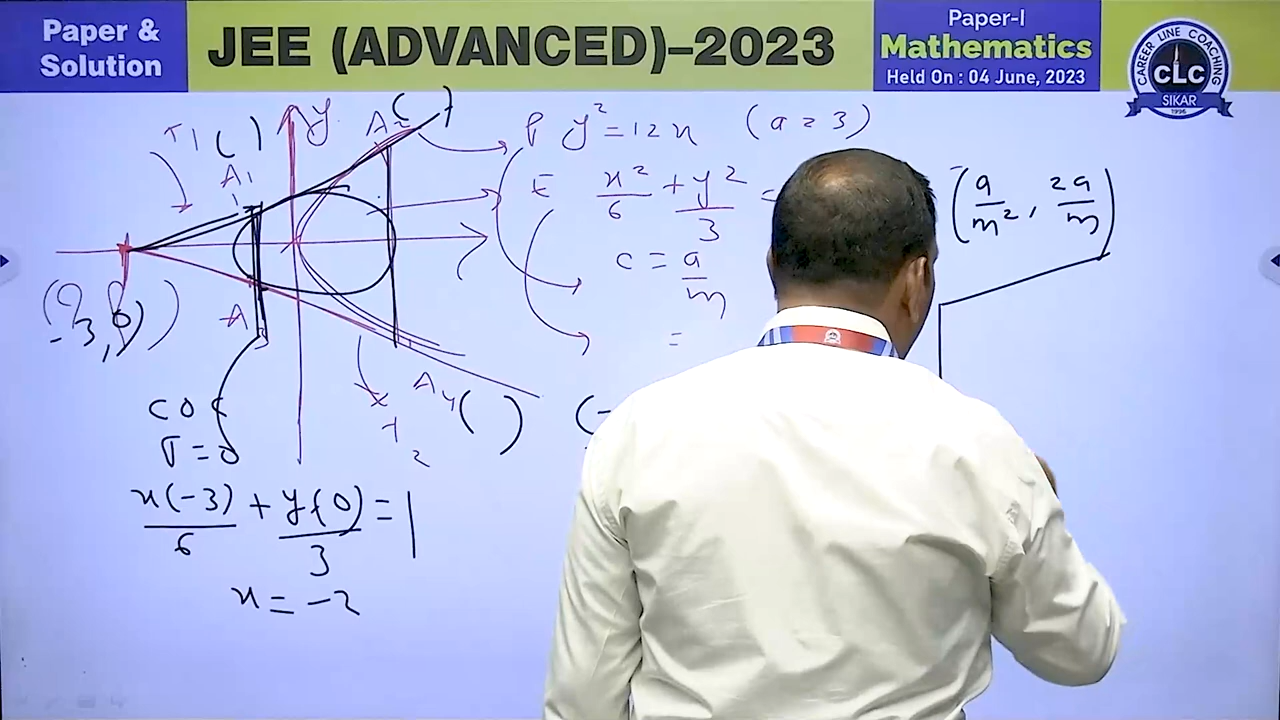 Paper &
Solution
JEE (ADVANCED)–2023
Paper-I
Mathematics
Held On : 04 June, 2023
CAREER LINE COACHING
CLC
SIKAR
1996
T1 ( )
A1
y
A2 ( )
P y² = 12x (a = 3)
E x²/6 + y²/3 =
c = a/m
=
(a/m², 2a/m)
(-3, 0)
A
A4 ( )
COC
T = 0
T2
x(-3)/6 + y(0)/3 = 1
x = -2